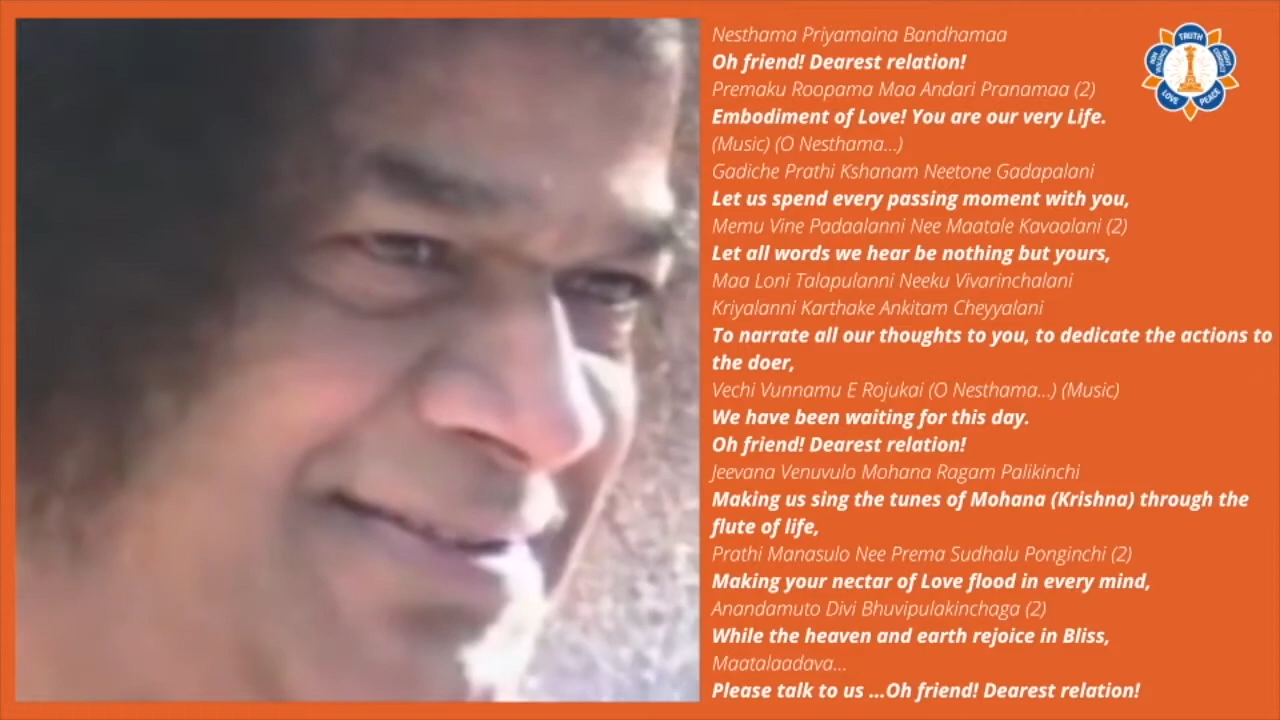 Nesthama Priyamaina Bandhamaa
Oh friend! Dearest relation!
Premaku Roopama Maa Andari Pranamaa (2)
Embodiment of Love! You are our very Life.
(Music) (O Nesthama...)
Gadiche Prathi Kshanam Neetone Gadapalani
Let us spend every passing moment with you,
Memu Vine Padaalanni Nee Maatale Kavaalani (2)
Let all words we hear be nothing but yours,
Maa Loni Talapulanni Neeku Vivarinchalani
Kriyalanni Karthake Ankitam Cheyyalani
To narrate all our thoughts to you, to dedicate the actions to
the doer,
Vechi Vunnamu E Rojukai (O Nesthama...) (Music)
We have been waiting for this day.
Oh friend! Dearest relation!
Jeevana Venuvulo Mohana Ragam Palikinchi
Making us sing the tunes of Mohana (Krishna) through the
flute of life,
Prathi Manasulo Nee Prema Sudhalu Ponginchi (2)
Making your nectar of Love flood in every mind,
Anandamuto Divi Bhuvipulakinchaga (2)
While the heaven and earth rejoice in Bliss,
Maatalaadava...
Please talk to us ...Oh friend! Dearest relation!
TRUTH
RIGHT CONDUCT
PEACE
LOVE
NON VIOLENCE